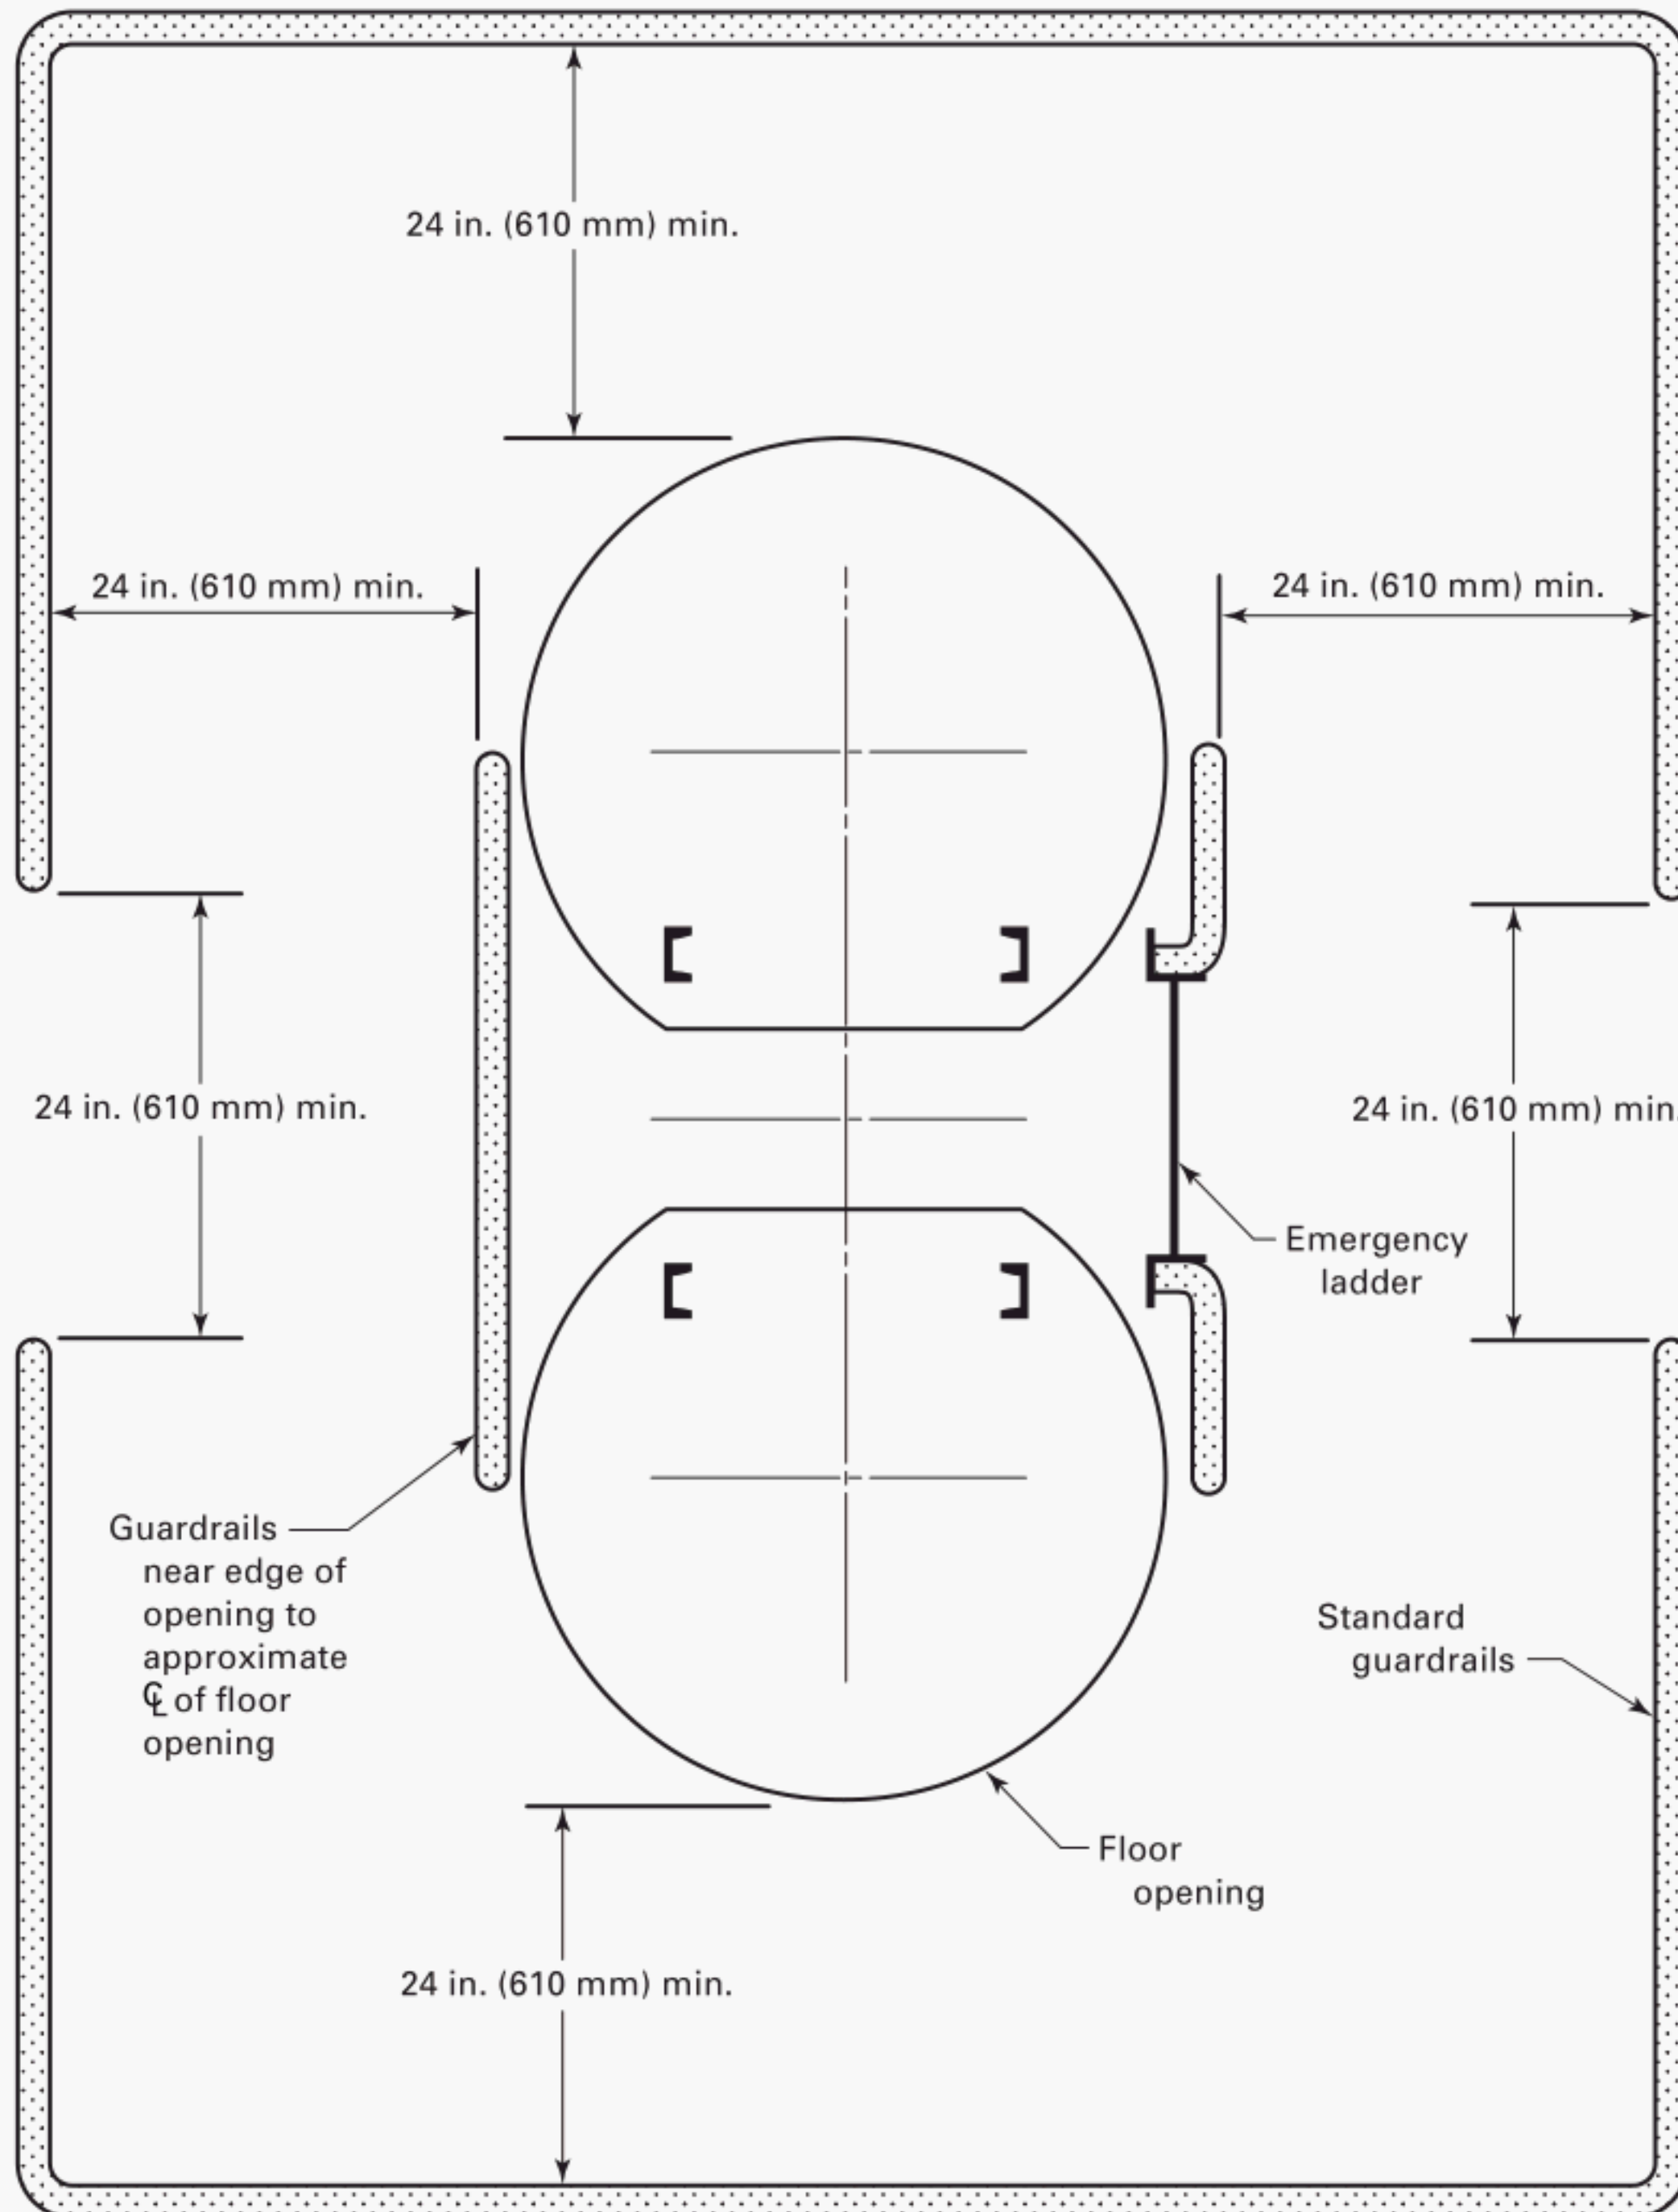 24 in. (610 mm) min.
24 in. (610 mm) min.
24 in. (610 mm) min.
24 in. (610 mm) min.
24 in. (610 mm) min.
Emergency
ladder
Guardrails
near edge of
opening to
approximate
℄ of floor
opening
Standard
guardrails
Floor
opening
24 in. (610 mm) min.